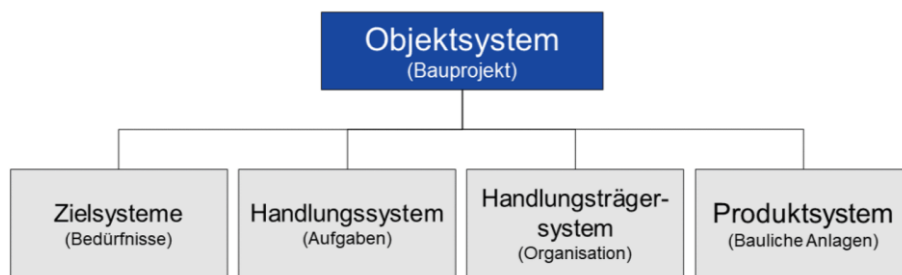 Objektsystem
(Bauprojekt)
Zielsysteme
(Bedürfnisse)
Handlungssystem
(Aufgaben)
Handlungsträger-
system
(Organisation)
Produktsystem
(Bauliche Anlagen)